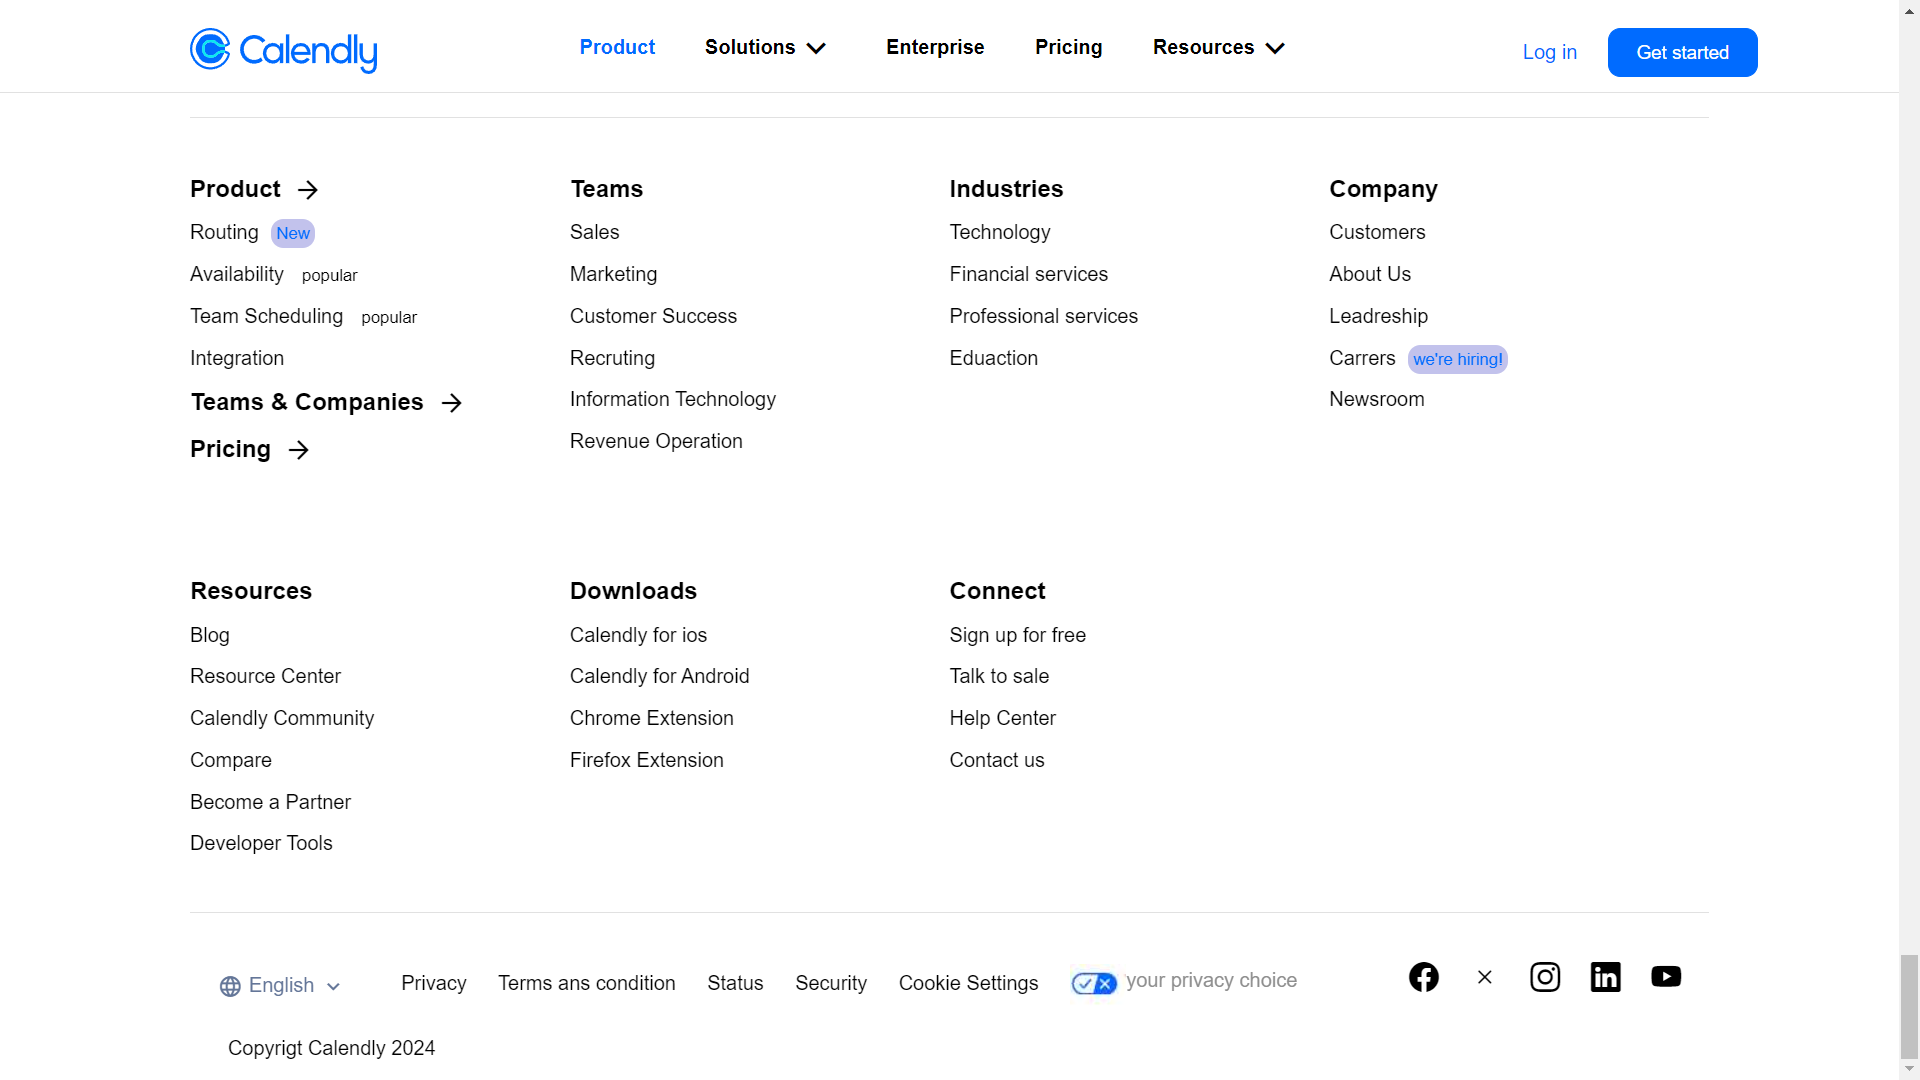 Calendly
Product Solutions Enterprise Pricing Resources Log in Get started
Product
Routing New
Availability popular
Team Scheduling popular
Integration
Teams & Companies
Pricing
Teams
Sales
Marketing
Customer Success
Recruting
Information Technology
Revenue Operation
Industries
Technology
Financial services
Professional services
Eduaction
Company
Customers
About Us
Leadreship
Carrers we're hiring!
Newsroom
Resources
Blog
Resource Center
Calendly Community
Compare
Become a Partner
Developer Tools
Downloads
Calendly for ios
Calendly for Android
Chrome Extension
Firefox Extension
Connect
Sign up for free
Talk to sale
Help Center
Contact us
English Privacy Terms ans condition Status Security Cookie Settings your privacy choice
Copyrigt Calendly 2024